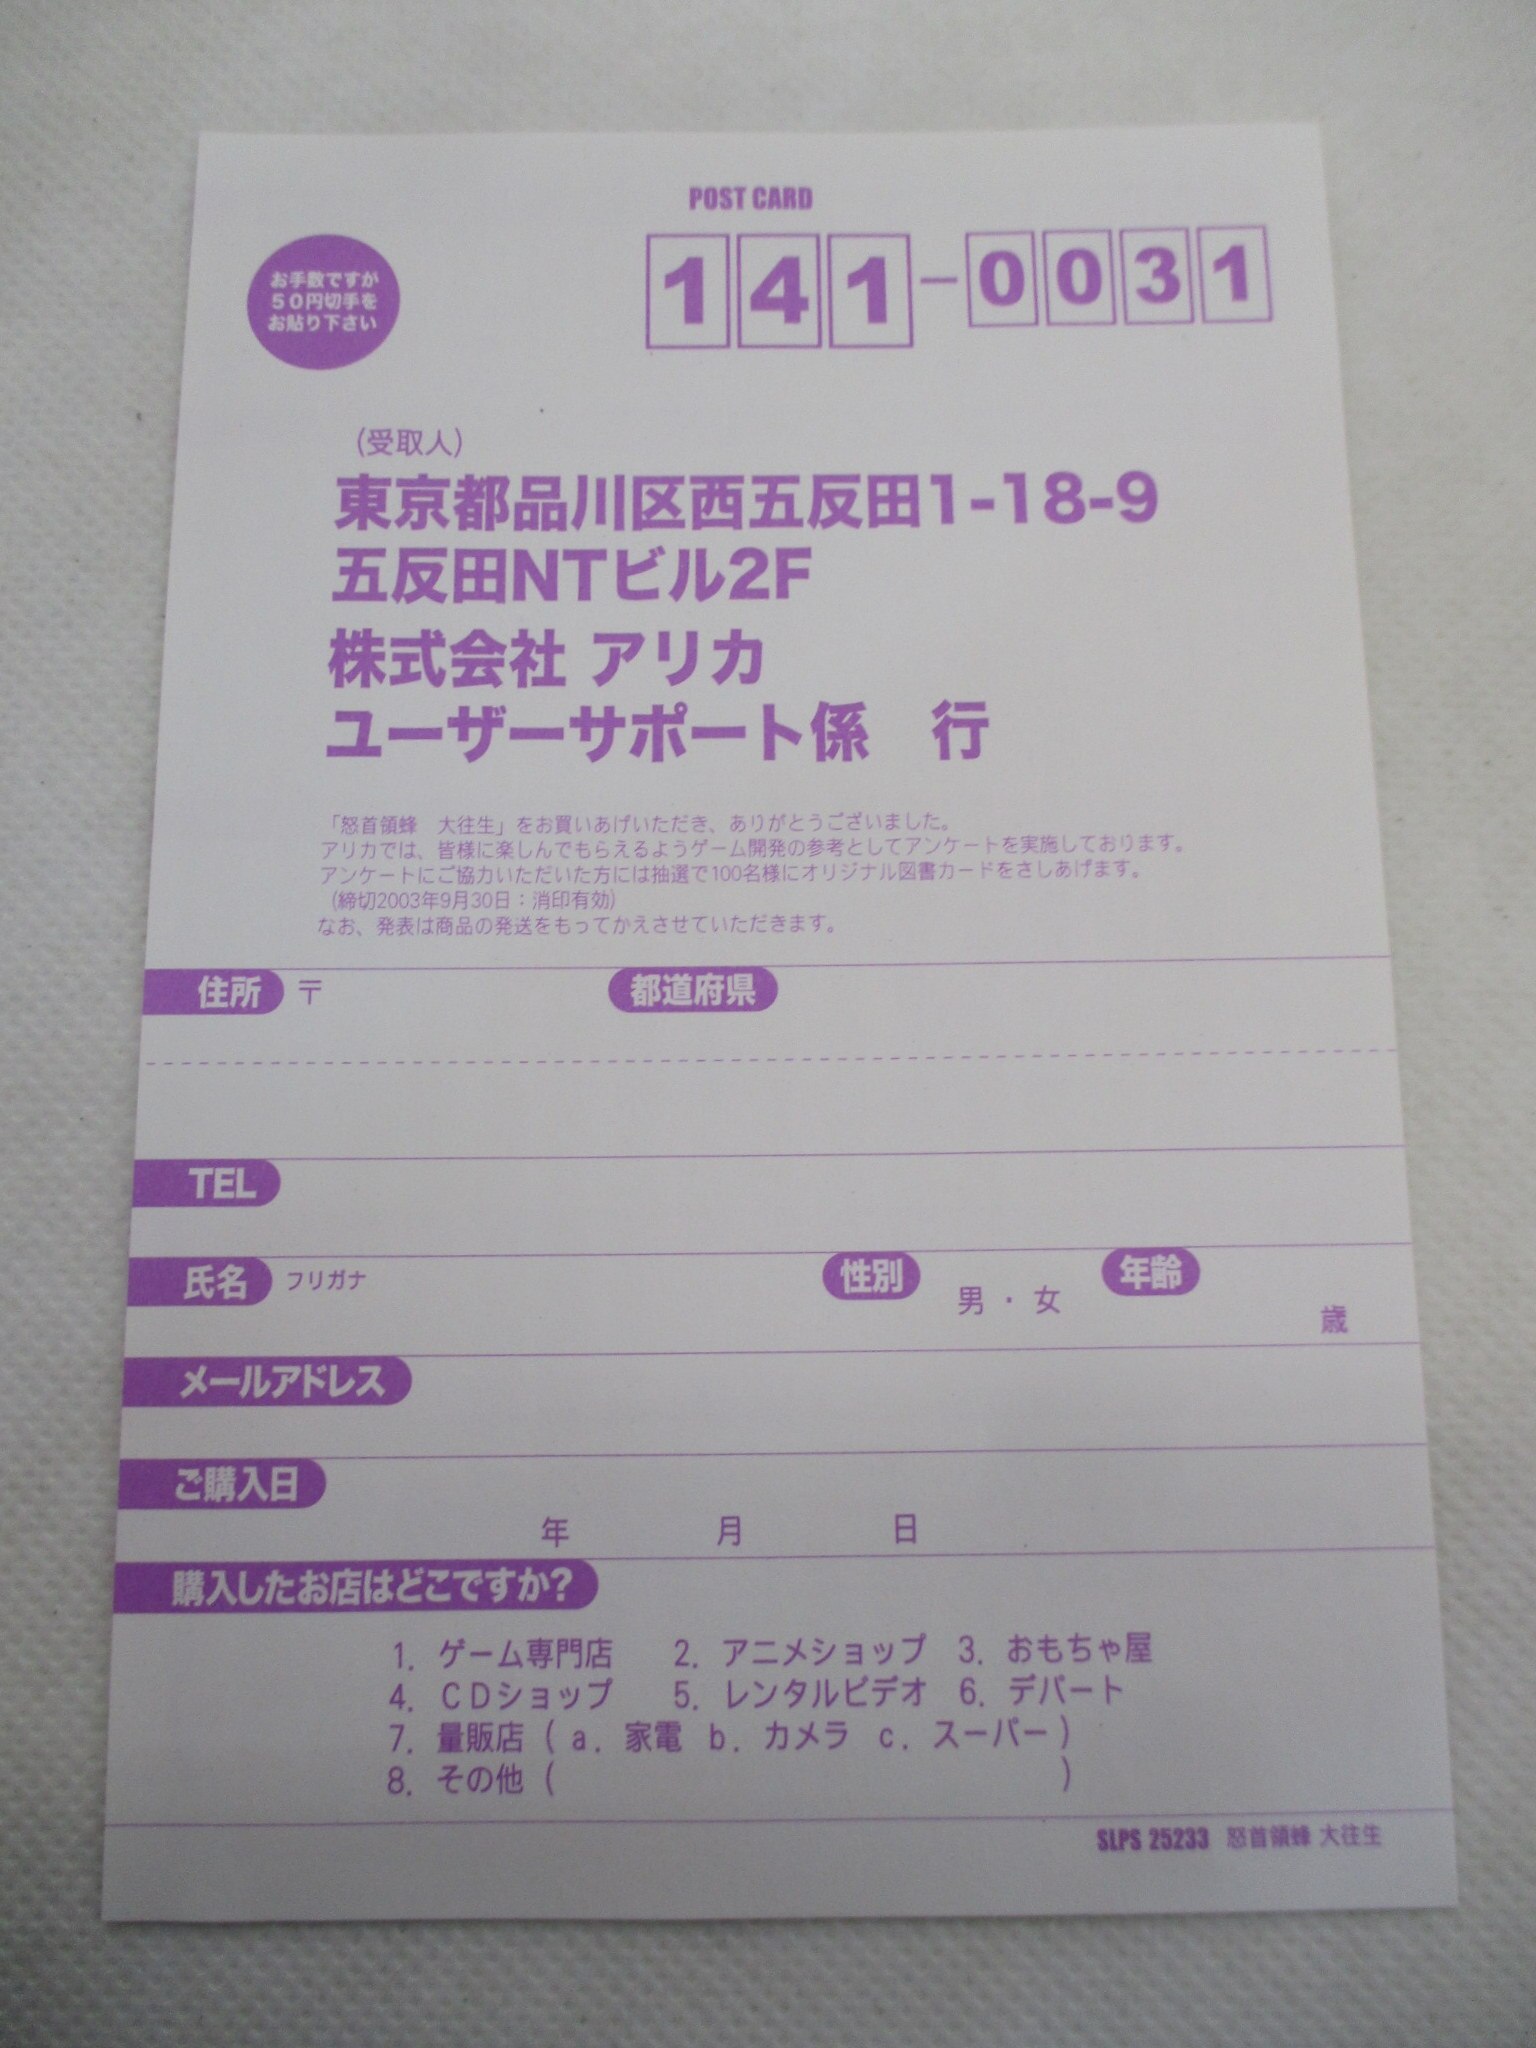 POST CARD
お手数ですが
50円切手を
お貼り下さい
141-0031
(受取人)
東京都品川区西五反田1-18-9
五反田NTビル2F
株式会社 アリカ
ユーザーサポート係　行
「怒首領蜂　大往生」をお買いあげいただき、ありがとうございました。
アリカでは、皆様に楽しんでもらえるようゲーム開発の参考としてアンケートを実施しております。
アンケートにご協力いただいた方には抽選で100名様にオリジナル図書カードをさしあげます。
(締切2003年9月30日：消印有効)
なお、発表は商品の発送をもってかえさせていただきます。
住所 〒 都道府県
TEL
氏名 フリガナ 性別 男・女 年齢 歳
メールアドレス
ご購入日
年 月 日
購入したお店はどこですか?
1. ゲーム専門店 2. アニメショップ 3. おもちゃ屋
4. CDショップ 5. レンタルビデオ 6. デパート
7. 量販店 ( a. 家電 b. カメラ c. スーパー )
8. その他 ( )
SLPS 25233 怒首領蜂 大往生